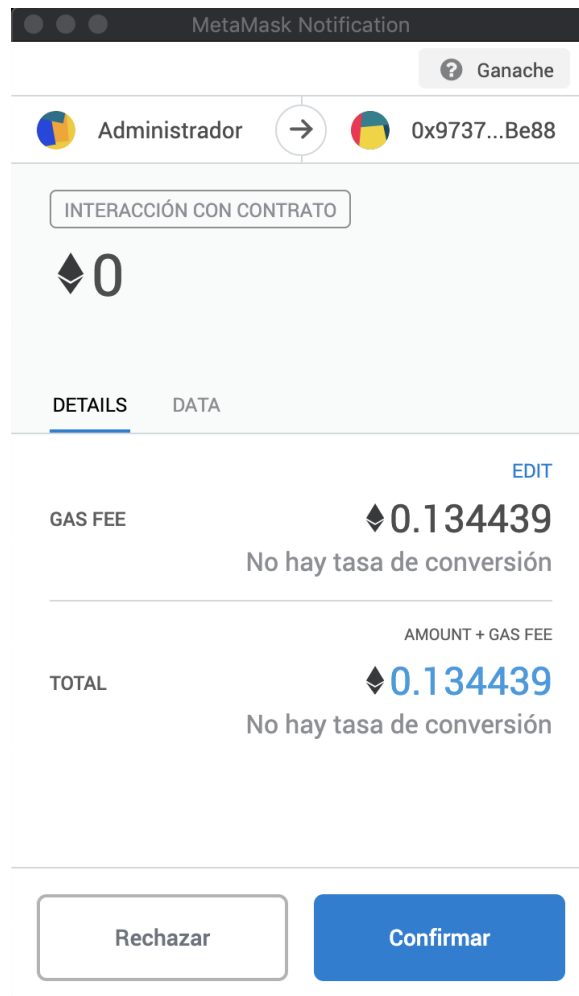 MetaMask Notification
Ganache
Administrador
0x9737...Be88
INTERACCIÓN CON CONTRATO
0
DETAILS DATA
EDIT
GAS FEE 0.134439
No hay tasa de conversión
AMOUNT + GAS FEE
TOTAL 0.134439
No hay tasa de conversión
Rechazar Confirmar